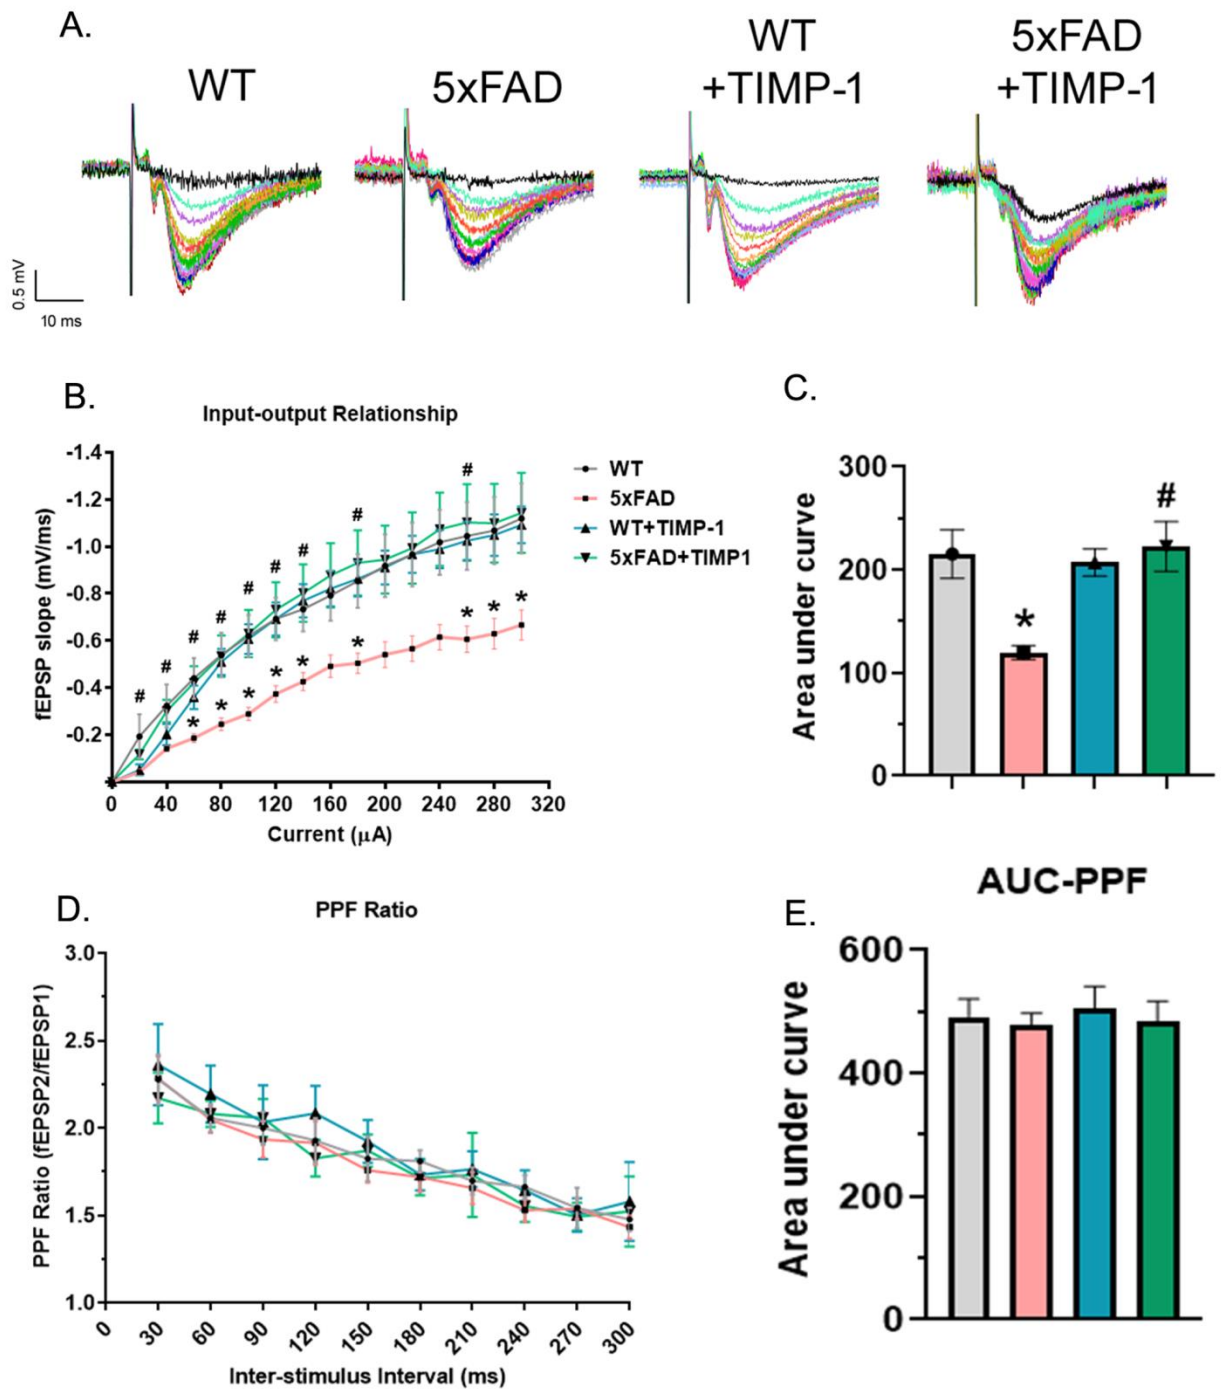 A.
WT
5xFAD
WT
+TIMP-1
5xFAD
+TIMP-1
0.5 mV
10 ms
B.
Input-output Relationship
-1.4
-1.2
-1.0
-0.8
-0.6
-0.4
-0.2
fEPSP slope (mV/ms)
# # # # # # # # #
* * * * * * * * *
0 40 80 120 160 200 240 280 320
Current (μA)
WT
5xFAD
WT+TIMP-1
5xFAD+TIMP1
C.
300
200
100
0
Area under curve
*
#
D.
PPF Ratio
3.0
2.5
2.0
1.5
1.0
PPF Ratio (fEPSP2/fEPSP1)
0 30 60 90 120 150 180 210 240 270 300
Inter-stimulus Interval (ms)
E.
AUC-PPF
600
400
200
0
Area under curve